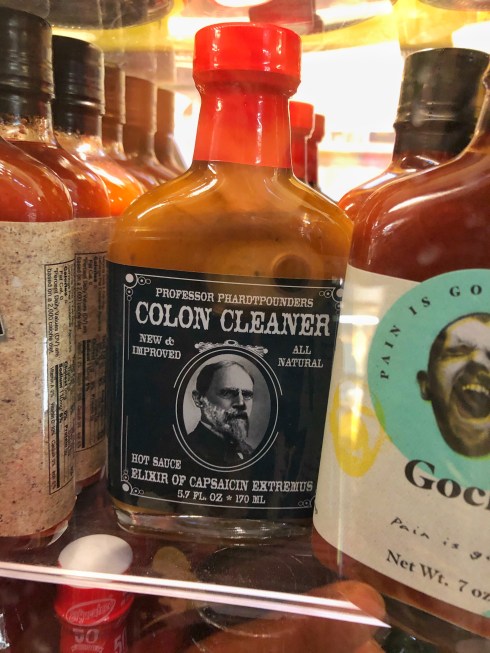 PROFESSOR PHARDTPOUNDERS
COLON CLEANER
NEW &
IMPROVED
ALL
NATURAL
HOT SAUCE
ELIXIR OF CAPSAICIN EXTREMUS
5.7 FL. OZ * 170 ML
PAIN IS GO
Goc
Pain is g
Net Wt. 7 oz